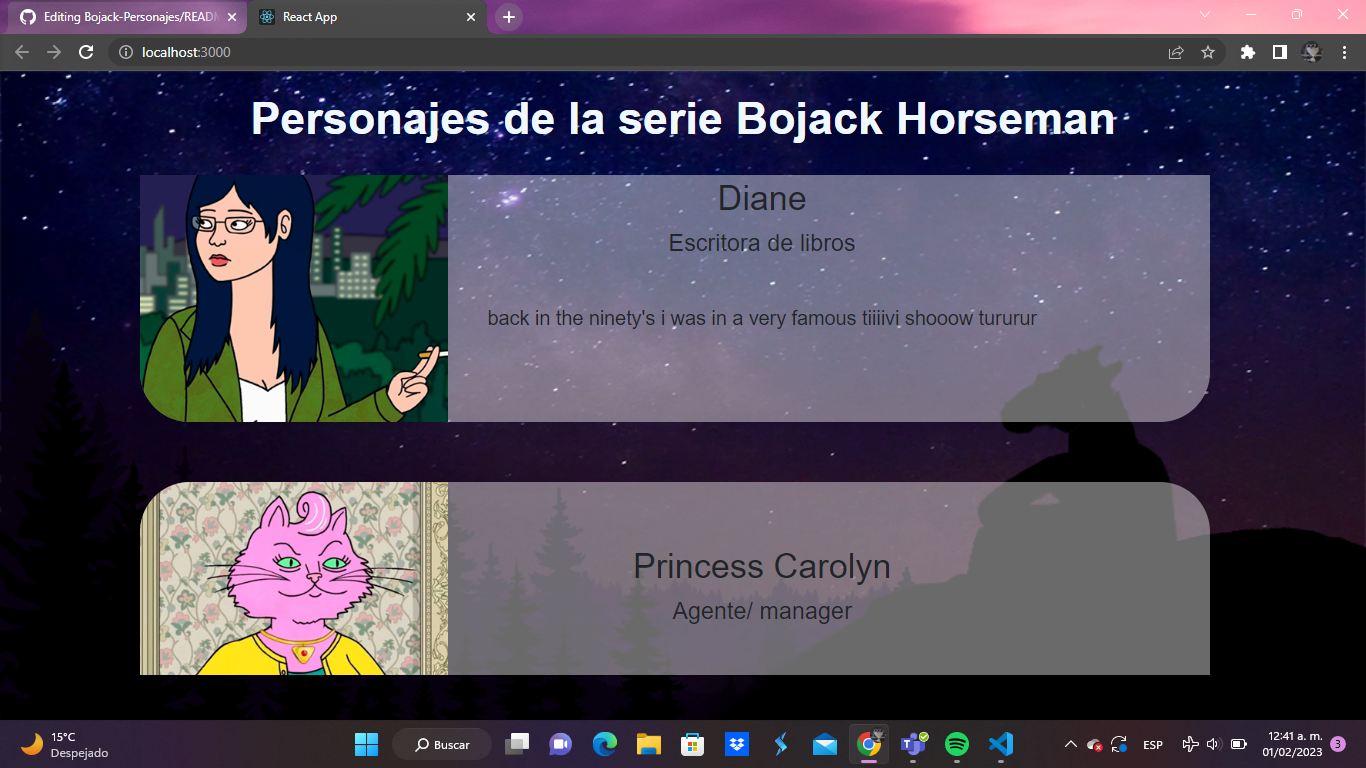 Editing Bojack-Personajes/READM
React App
localhost:3000
Personajes de la serie Bojack Horseman
Diane
Escritora de libros
back in the ninety's i was in a very famous tiiiivi shooow tururur
Princess Carolyn
Agente/ manager
15°C
Despejado
Buscar
ESP
12:41 a. m.
01/02/2023
3